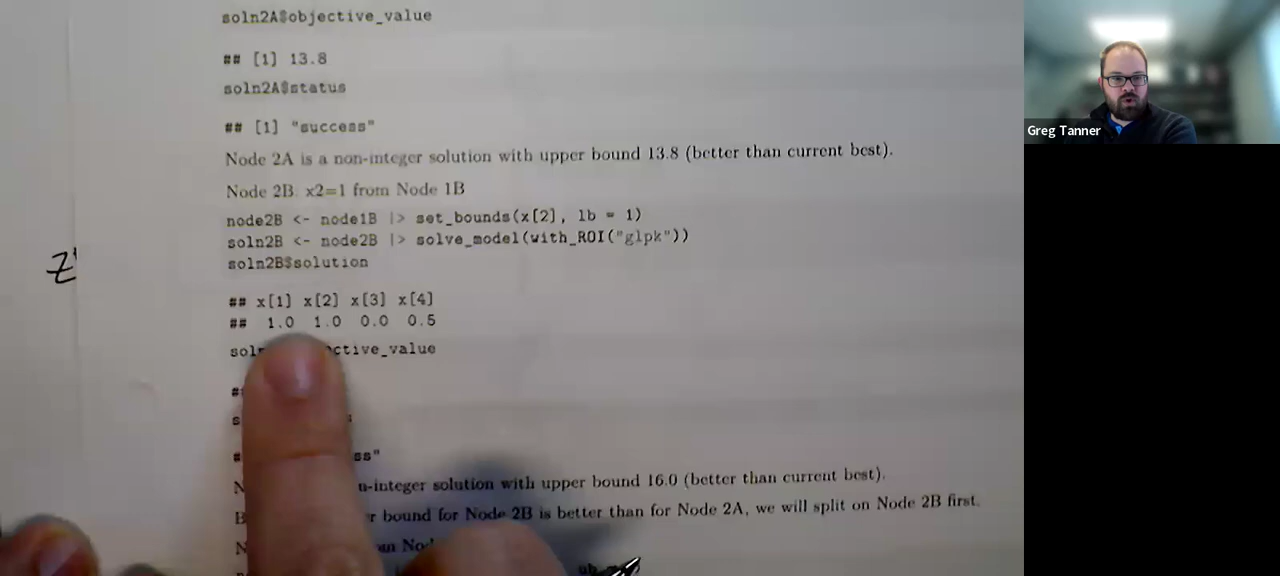 soln2A$objective_value
## [1] 13.8
soln2A$status
## [1] "success"
Node 2A is a non-integer solution with upper bound 13.8 (better than current best).
Node 2B: x2=1 from Node 1B
node2B <- node1B |> set_bounds(x[2], lb = 1)
soln2B <- node2B |> solve_model(with_ROI("glpk"))
soln2B$solution
## x[1] x[2] x[3] x[4]
## 1.0 1.0 0.0 0.5
ctive_value
ss"
n-integer solution with upper bound 16.0 (better than current best).
r bound for Node 2B is better than for Node 2A, we will split on Node 2B first.
Greg Tanner